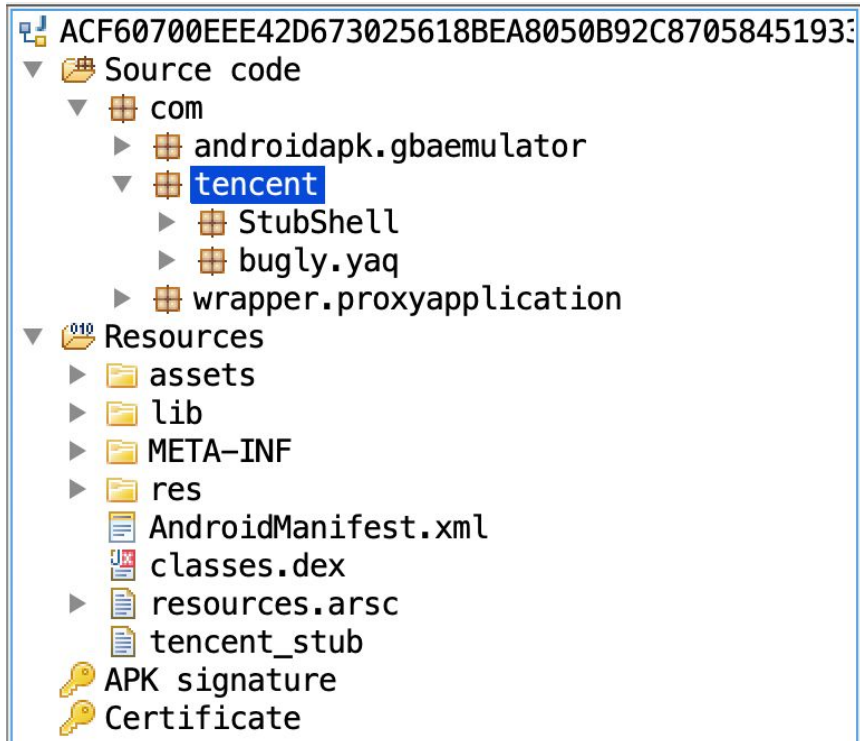 ACF60700EEE42D673025618BEA8050B92C87058451933
Source code
com
androidapk.gbaemulator
tencent
StubShell
bugly.yaq
wrapper.proxyapplication
Resources
assets
lib
META-INF
res
AndroidManifest.xml
classes.dex
resources.arsc
tencent_stub
APK signature
Certificate